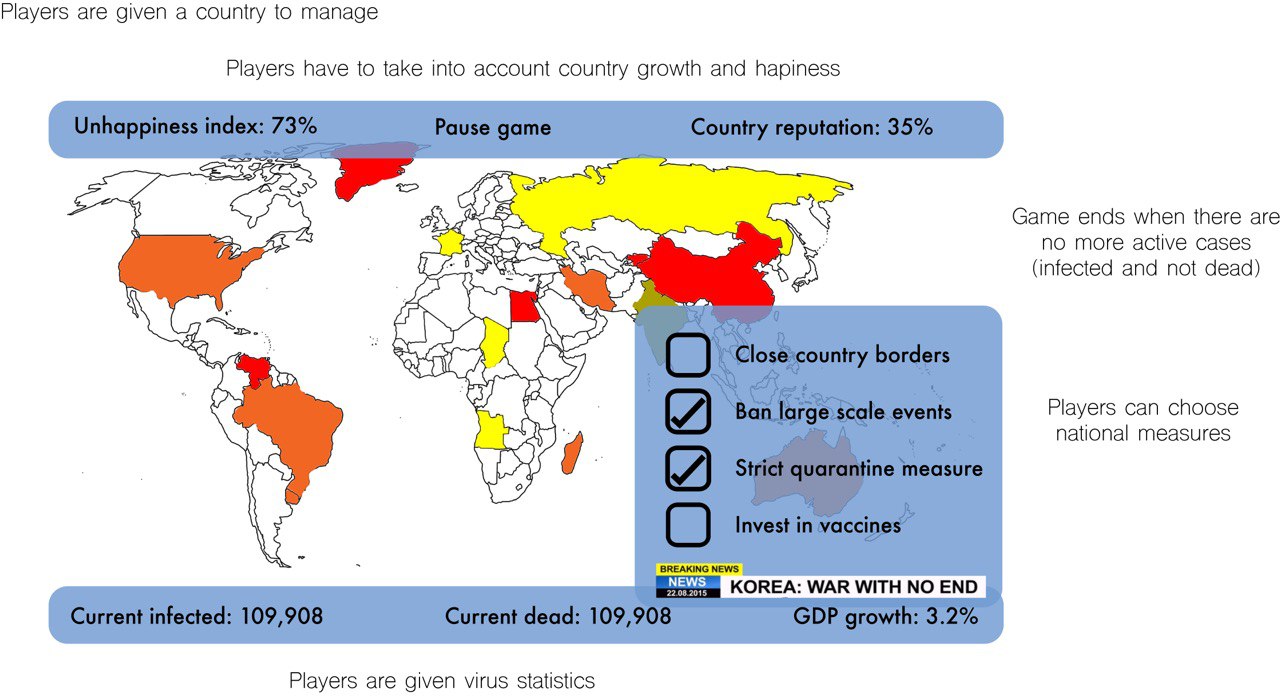 Players are given a country to manage
Players have to take into account country growth and hapiness
Unhappiness index: 73%
Pause game
Country reputation: 35%
Game ends when there are
no more active cases
(infected and not dead)
Close country borders
Ban large scale events
Strict quarantine measure
Invest in vaccines
Players can choose
national measures
BREAKING NEWS
NEWS
22.08.2015
KOREA: WAR WITH NO END
Current infected: 109,908
Current dead: 109,908
GDP growth: 3.2%
Players are given virus statistics